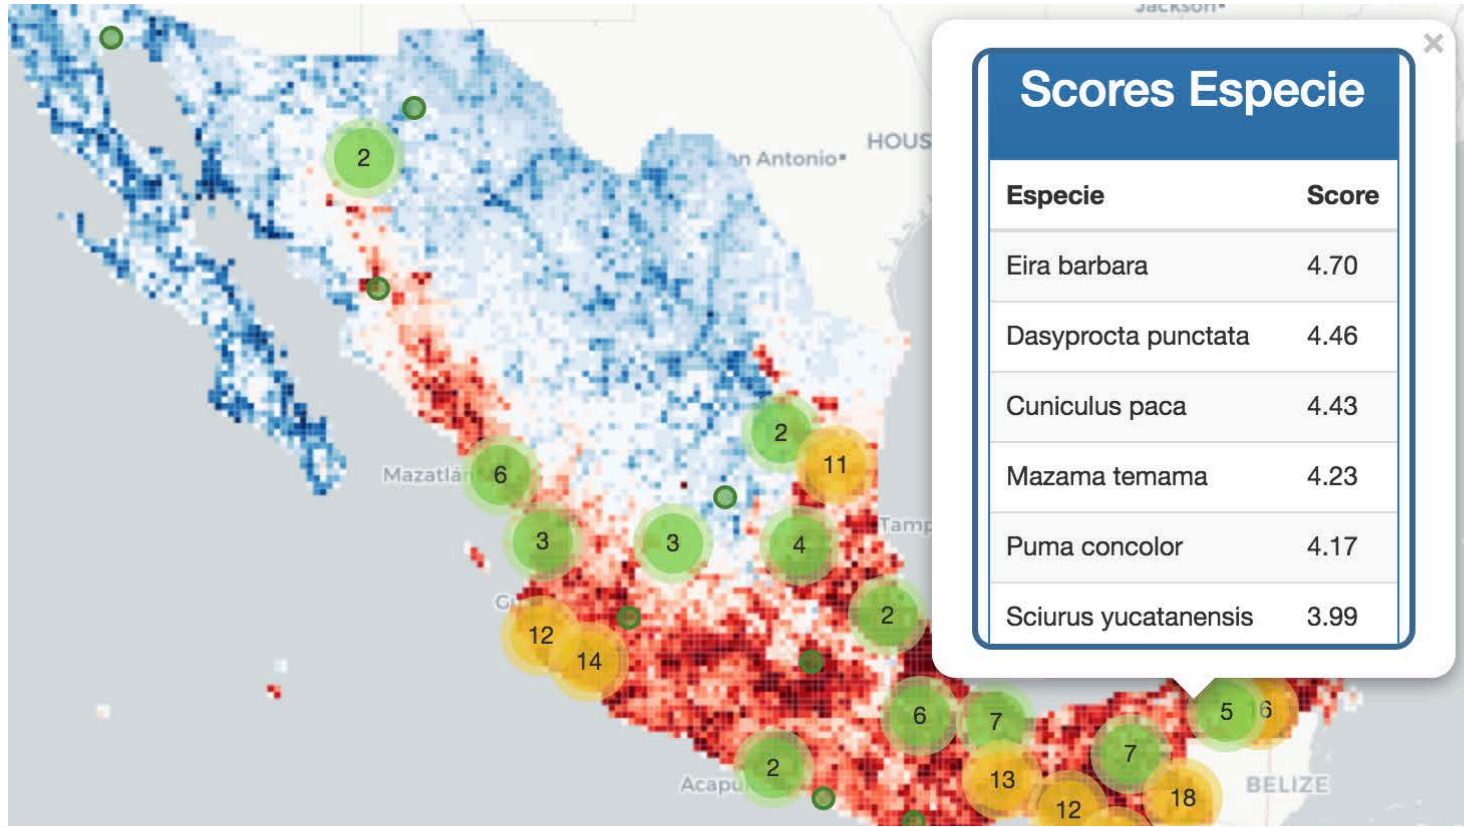 Jackson
HOUS
n Antonio
Scores Especie
Especie Score
Eira barbara 4.70
Dasyprocta punctata 4.46
Cuniculus paca 4.43
Mazama temama 4.23
Puma concolor 4.17
Sciurus yucatanensis 3.99
2
2
11
Mazatlán
6
3
3
4
Tamp
G
2
12
14
6
7
5
16
7
2
13
18
12
Acapu
BELIZE